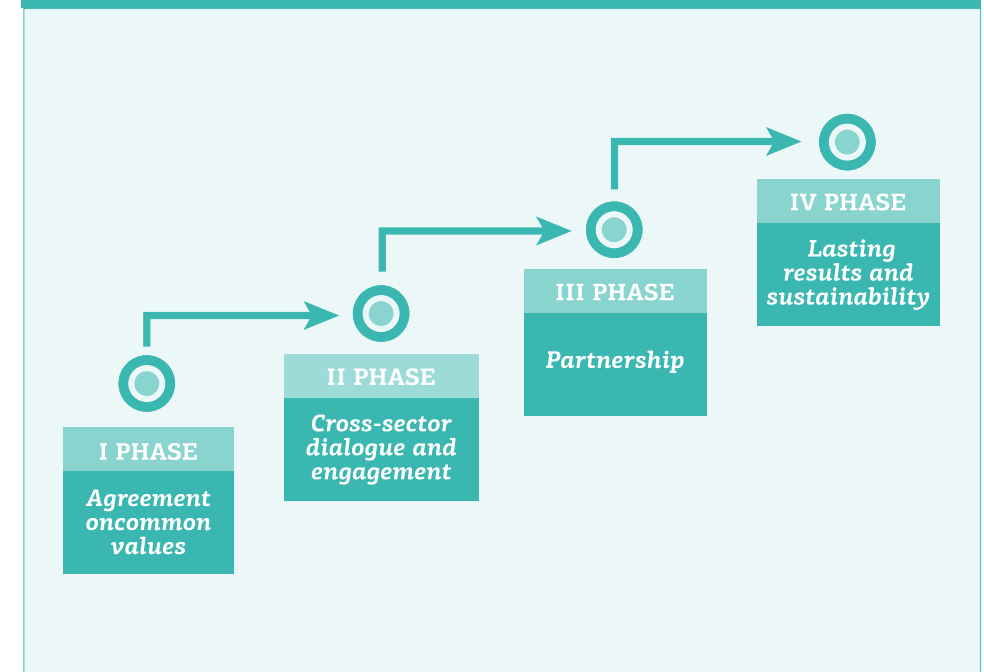 I PHASE
Agreement
oncommon
values
II PHASE
Cross-sector
dialogue and
engagement
III PHASE
Partnership
IV PHASE
Lasting
results and
sustainability